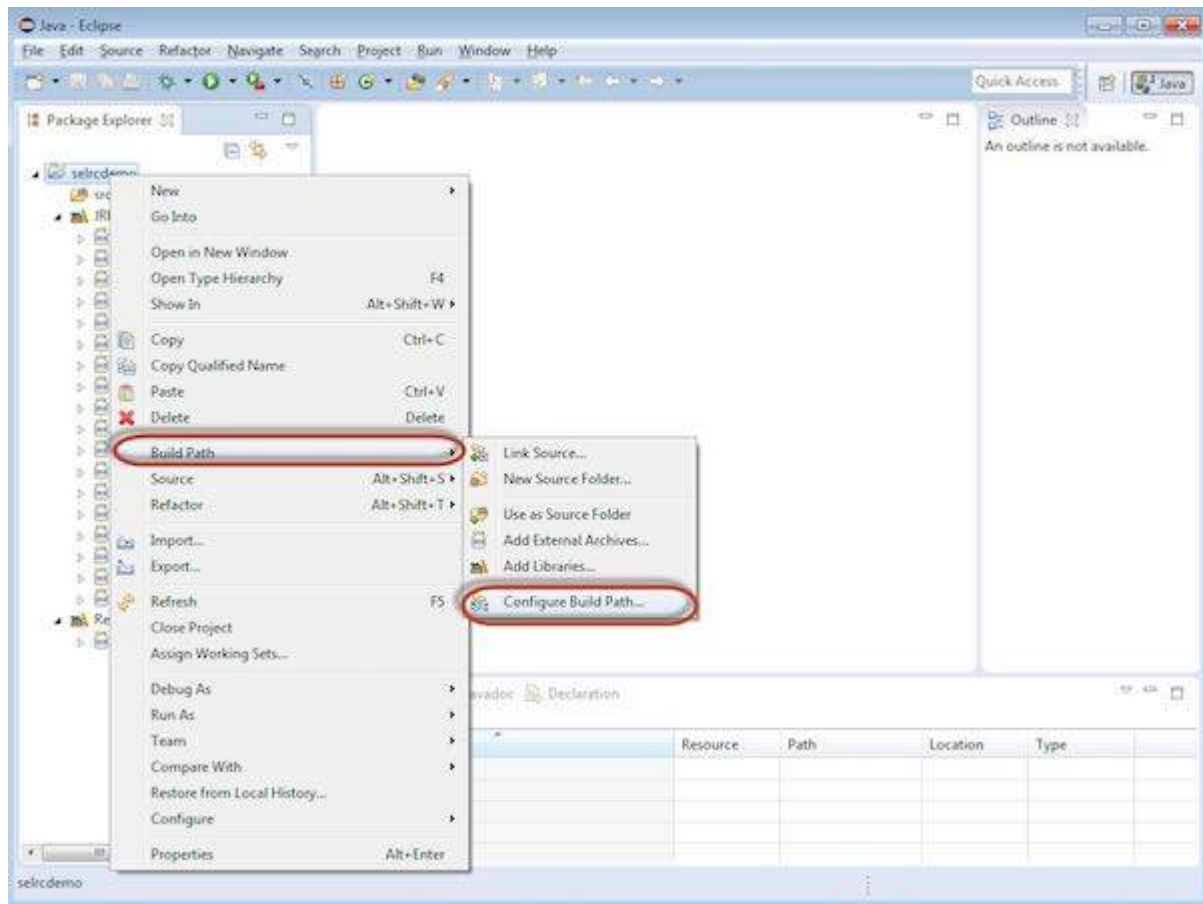 Java - Eclipse
File Edit Source Refactor Navigate Search Project Run Window Help
Quick Access
Java
Package Explorer
Outline
An outline is not available.
selrcdemo
src
New
Go Into
Open in New Window
Open Type Hierarchy F4
Show In Alt+Shift+W
Copy Ctrl+C
Copy Qualified Name
Paste Ctrl+V
Delete Delete
Build Path
Source Alt+Shift+S
Refactor Alt+Shift+T
Import...
Export...
Refresh F5
Close Project
Assign Working Sets...
Debug As
Run As
Team
Compare With
Restore from Local History...
Configure
Properties Alt+Enter
Link Source...
New Source Folder...
Use as Source Folder
Add External Archives...
Add Libraries...
Configure Build Path...
Declaration
Resource Path Location Type
selrcdemo